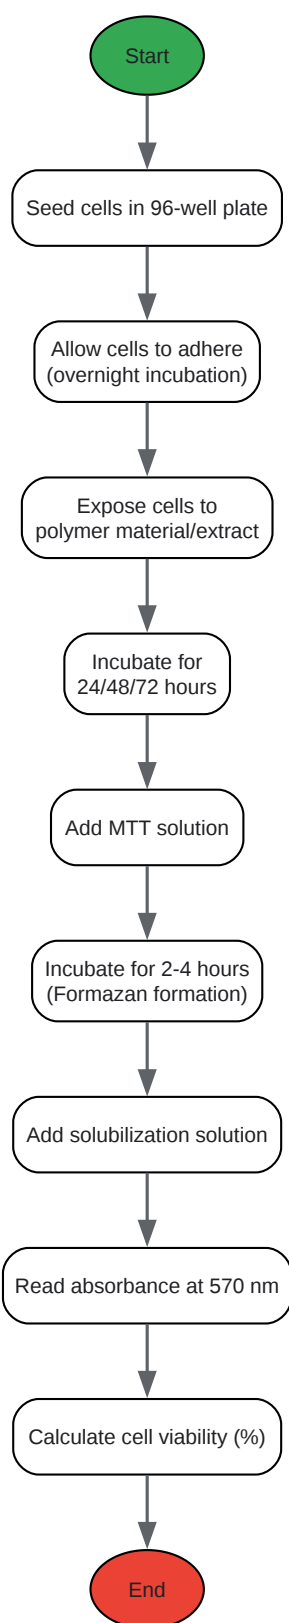 Start
Seed cells in 96-well plate
Allow cells to adhere
(overnight incubation)
Expose cells to
polymer material/extract
Incubate for
24/48/72 hours
Add MTT solution
Incubate for 2-4 hours
(Formazan formation)
Add solubilization solution
Read absorbance at 570 nm
Calculate cell viability (%)
End